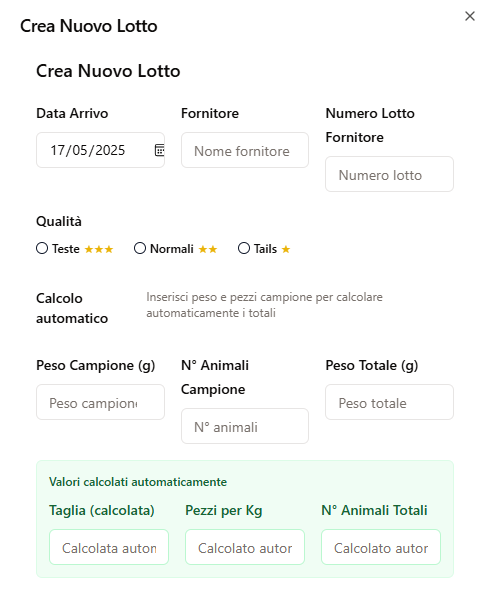 Crea Nuovo Lotto
Crea Nuovo Lotto
Data Arrivo
17/05/2025
Fornitore
Nome fornitore
Numero Lotto
Fornitore
Numero lotto
Qualità
Teste ★★★
Normali ★★
Tails ★
Calcolo
automatico
Inserisci peso e pezzi campione per calcolare
automaticamente i totali
Peso Campione (g)
Peso campion
N° Animali
Campione
N° animali
Peso Totale (g)
Peso totale
Valori calcolati automaticamente
Taglia (calcolata)
Calcolata auton
Pezzi per Kg
Calcolato autor
N° Animali Totali
Calcolato autor